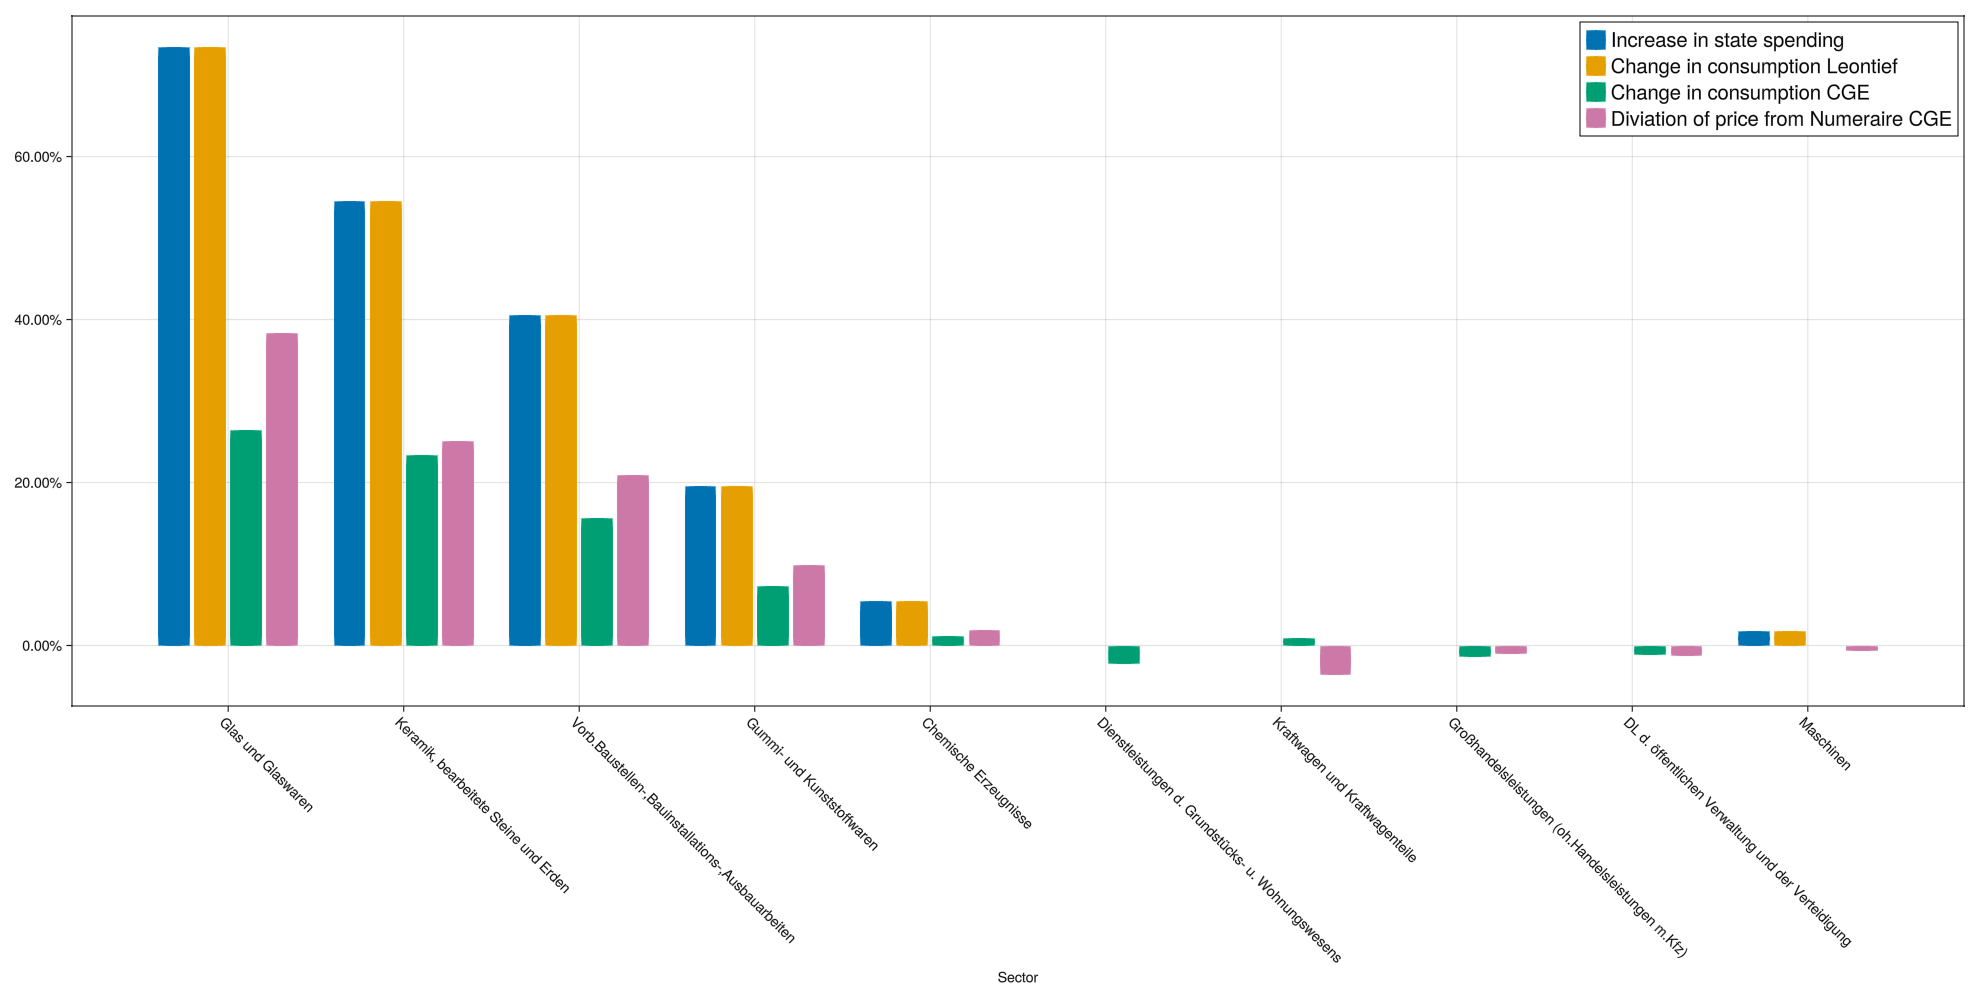 Increase in state spending
Change in consumption Leontief
Change in consumption CGE
Diviation of price from Numeraire CGE
60.00%
40.00%
20.00%
0.00%
Glas und Glaswaren
Keramik, bearbeitete Steine und Erden
Vorb.Baustellen-,Bauinstallations-,Ausbauarbeiten
Gummi- und Kunststoffwaren
Chemische Erzeugnisse
Dienstleistungen d. Grundstücks- u. Wohnungswesens
Kraftwagen und Kraftwagenteile
Großhandelsleistungen (oh.Handelsleistungen m.Kfz)
DL d. öffentlichen Verwaltung und der Verteidigung
Maschinen
Sector